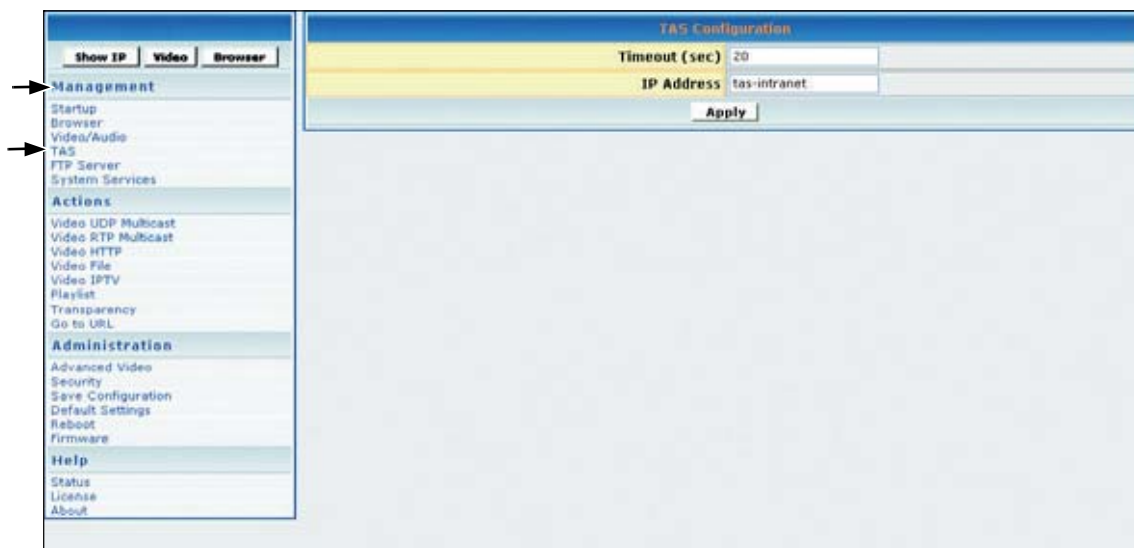 Show IP Video Browser
Management
Startup
Browser
Video/Audio
TAS
FTP Server
System Services
Actions
Video UDP Multicast
Video RTP Multicast
Video HTTP
Video File
Video IPTV
Playlist
Transparency
Go to URL
Administration
Advanced Video
Security
Save Configuration
Default Settings
Reboot
Firmware
Help
Status
License
About
TAS Configuration
Timeout (sec) 20
IP Address tas-intranet
Apply